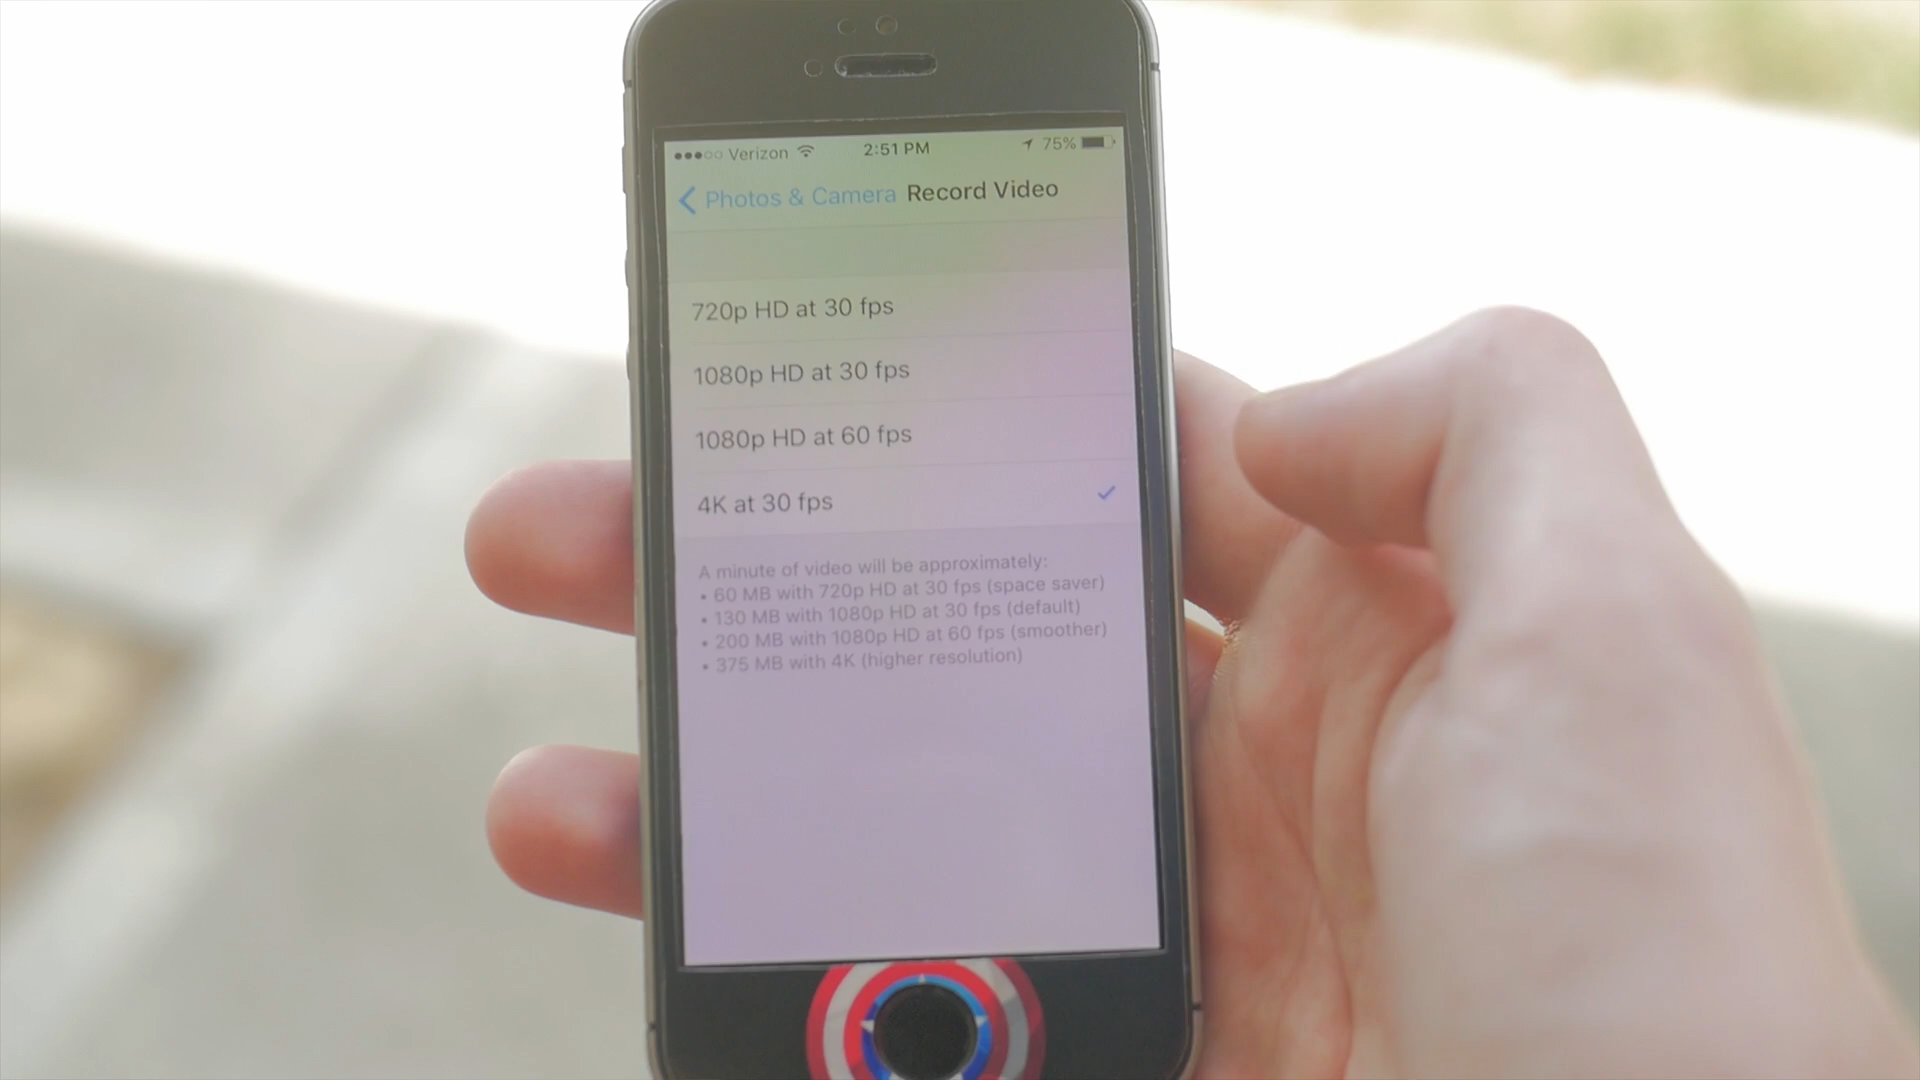 Verizon 2:51 PM 75%
Photos & Camera Record Video
720p HD at 30 fps
1080p HD at 30 fps
1080p HD at 60 fps
4K at 30 fps
A minute of video will be approximately:
• 60 MB with 720p HD at 30 fps (space saver)
• 130 MB with 1080p HD at 30 fps (default)
• 200 MB with 1080p HD at 60 fps (smoother)
• 375 MB with 4K (higher resolution)